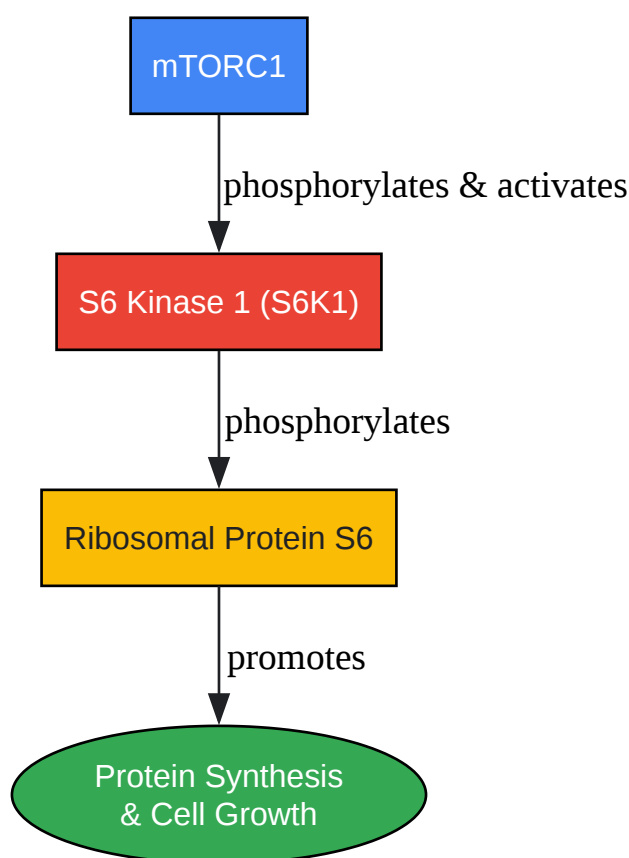 mTORC1
phosphorylates & activates
S6 Kinase 1 (S6K1)
phosphorylates
Ribosomal Protein S6
promotes
Protein Synthesis
& Cell Growth